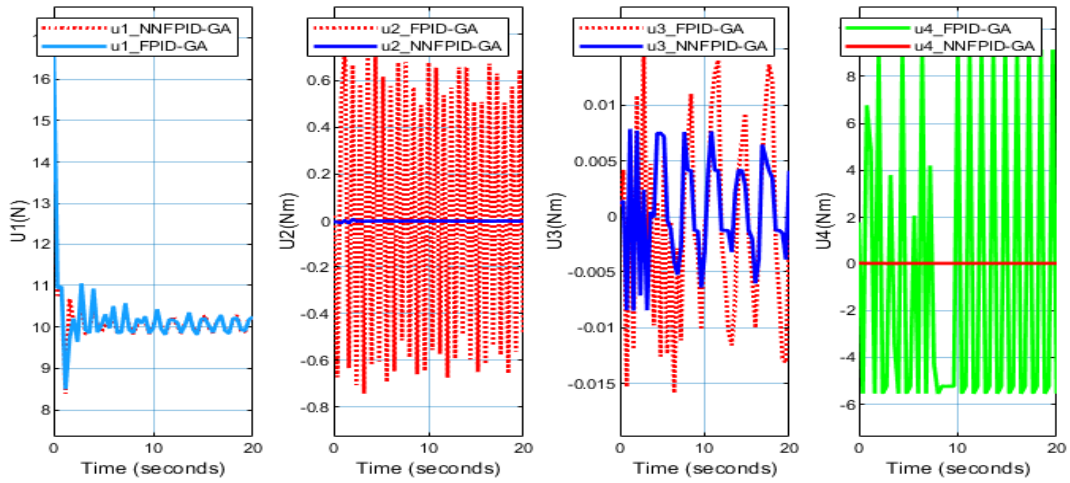 u1_NNFPID-GA
u1_FPID-GA
16
15
14
13
12
11
10
9
8
U1(N)
0
10
20
Time (seconds)
u2_FPID-GA
u2_NNFPID-GA
0.6
0.4
0.2
0
-0.2
-0.4
-0.6
-0.8
U2(Nm)
0
10
20
Time (seconds)
u3_FPID-GA
u3_NNFPID-GA
0.01
0.005
0
-0.005
-0.01
-0.015
U3(Nm)
0
10
20
Time (seconds)
u4_FPID-GA
u4_NNFPID-GA
8
6
4
2
0
-2
-4
-6
U4(Nm)
0
10
20
Time (seconds)